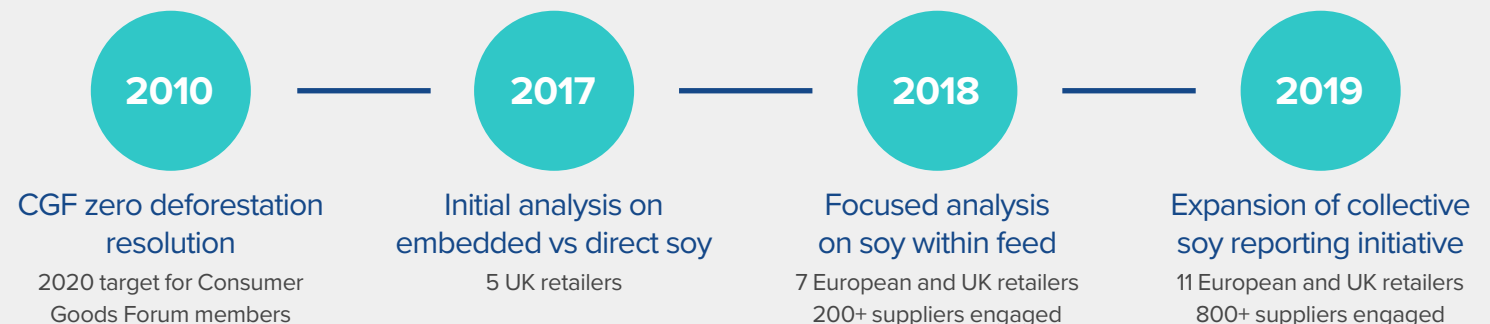 2010
2017
2018
2019
CGF zero deforestation
resolution
2020 target for Consumer
Goods Forum members
Initial analysis on
embedded vs direct soy
5 UK retailers
Focused analysis
on soy within feed
7 European and UK retailers
200+ suppliers engaged
Expansion of collective
soy reporting initiative
11 European and UK retailers
800+ suppliers engaged